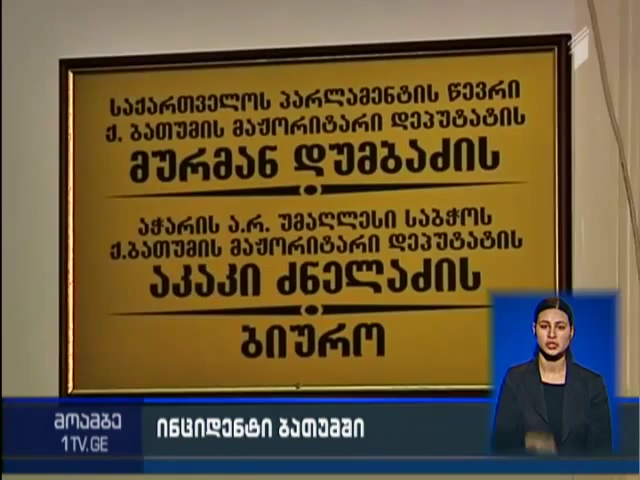 საქართველოს პარლამენტის წევრი
ქ. ბათუმის მაჟორიტარი დეპუტატის
მურმან დუმბაძის
აჭარის ა.რ. უმაღლესი საბჭოს
ქ.ბათუმის მაჟორიტარი დეპუტატის
აკაკი ძნელაძის
ბიურო
მოამბე
1TV.GE
ინციდენტი ბათუმში